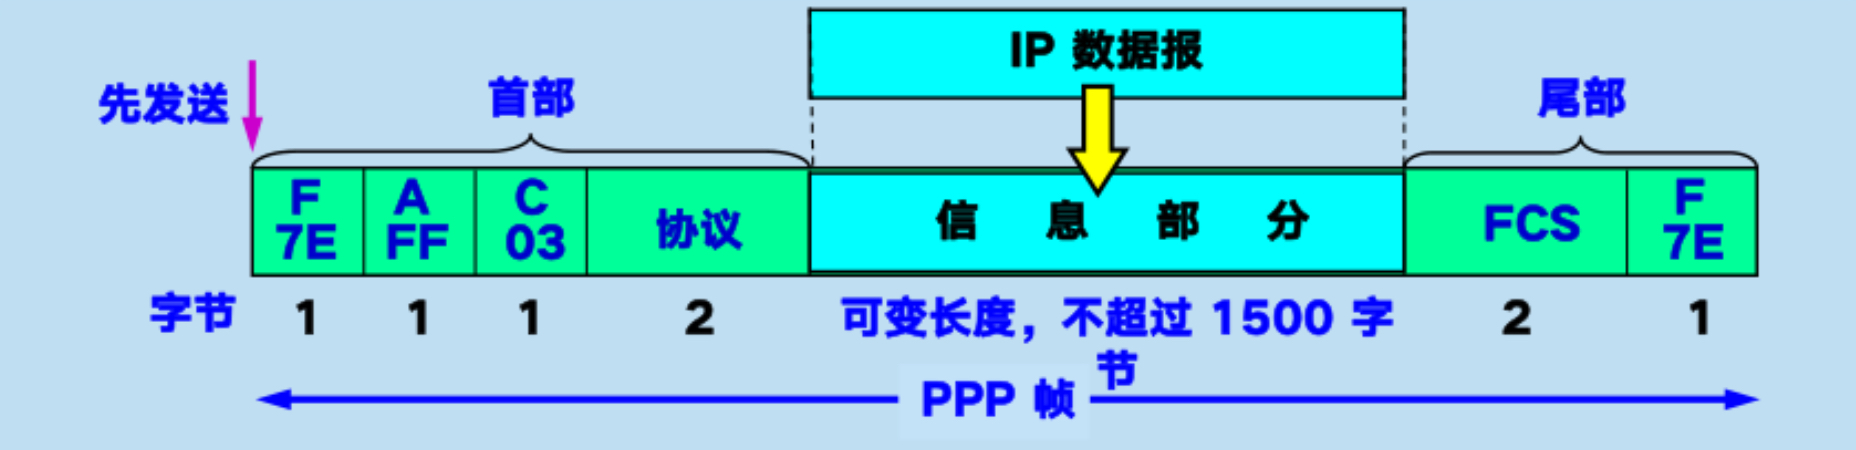 IP 数据报
先发送
首部
尾部
F
7E
A
FF
C
03
协议
信 息 部 分
FCS
F
7E
字节
1
1
1
2
可变长度，不超过 1500 字
节
2
1
PPP 帧